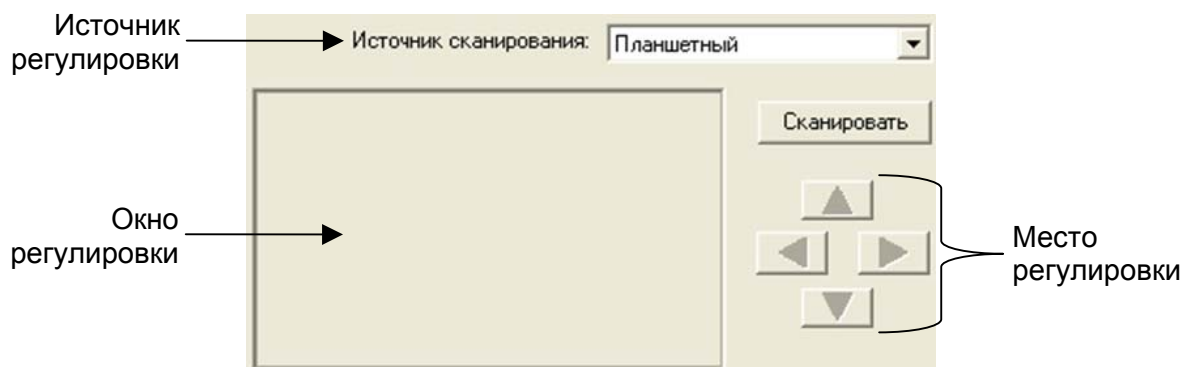 Источник
регулировки
Источник сканирования: Планшетный
Сканировать
Окно
регулировки
Место
регулировки